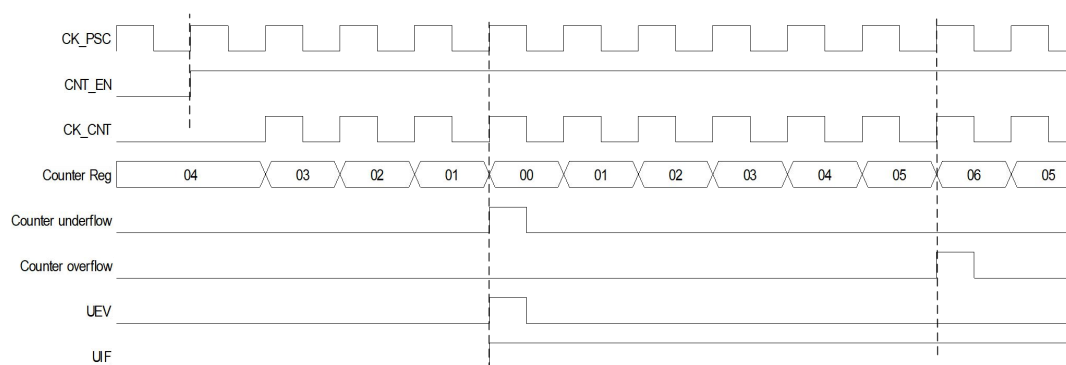 CK_PSC
CNT_EN
CK_CNT
Counter Reg 04 03 02 01 00 01 02 03 04 05 06 05
Counter underflow
Counter overflow
UEV
UIF